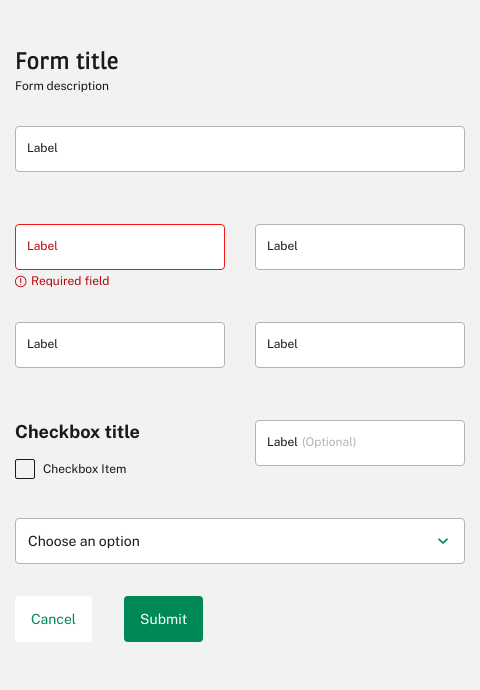 Form title
Form description
Label
Label
Label
Required field
Label
Label
Checkbox title
Label (Optional)
Checkbox Item
Choose an option
Cancel
Submit